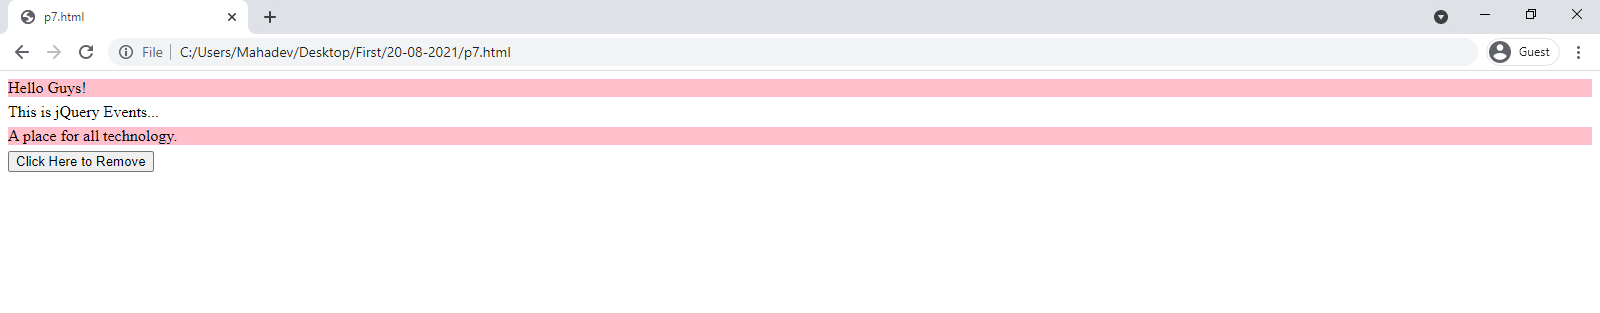 p7.html
File | C:/Users/Mahadev/Desktop/First/20-08-2021/p7.html
Guest
Hello Guys!
This is jQuery Events...
A place for all technology.
Click Here to Remove